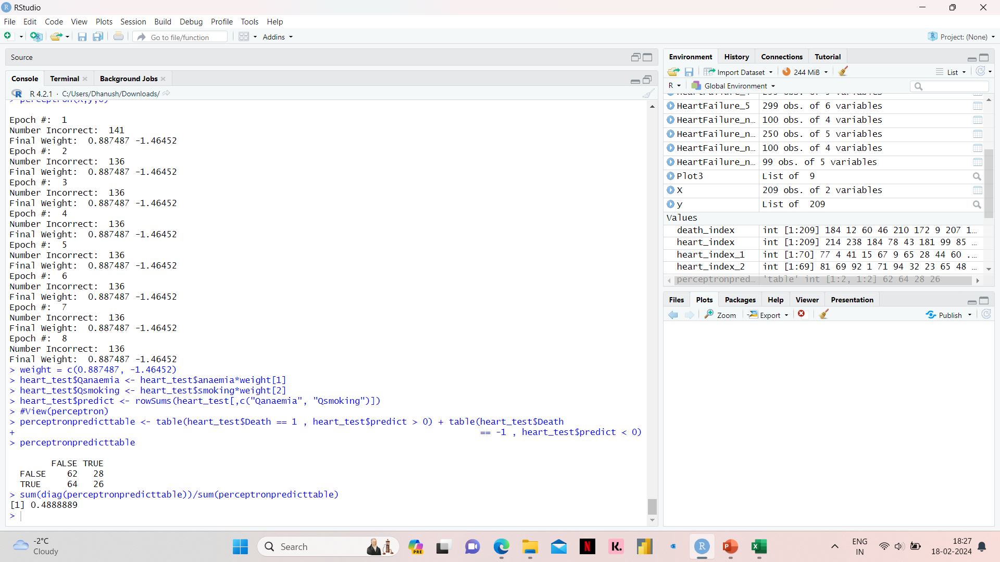 RStudio
File Edit Code View Plots Session Build Debug Profile Tools Help
Go to file/function Addins Project: (None)
Source
Console Terminal Background Jobs
R 4.2.1 · C:/Users/Dhanush/Downloads/
Epoch #:  1
Number Incorrect:  141
Final Weight:  0.887487 -1.46452
Epoch #:  2
Number Incorrect:  136
Final Weight:  0.887487 -1.46452
Epoch #:  3
Number Incorrect:  136
Final Weight:  0.887487 -1.46452
Epoch #:  4
Number Incorrect:  136
Final Weight:  0.887487 -1.46452
Epoch #:  5
Number Incorrect:  136
Final Weight:  0.887487 -1.46452
Epoch #:  6
Number Incorrect:  136
Final Weight:  0.887487 -1.46452
Epoch #:  7
Number Incorrect:  136
Final Weight:  0.887487 -1.46452
Epoch #:  8
Number Incorrect:  136
Final Weight:  0.887487 -1.46452
> weight = c(0.887487, -1.46452)
> heart_test$Qanaemia <- heart_test$anaemia*weight[1]
> heart_test$Qsmoking <- heart_test$smoking*weight[2]
> heart_test$predict <- rowSums(heart_test[,c("Qanaemia", "Qsmoking")])
> #View(perceptron)
> perceptronpredicttable <- table(heart_test$Death == 1 , heart_test$predict > 0) + table(heart_test$Death
+ == -1 , heart_test$predict < 0)
> perceptronpredicttable
FALSE TRUE
FALSE 62 28
TRUE 64 26
> sum(diag(perceptronpredicttable))/sum(perceptronpredicttable)
[1] 0.4888889
>
Environment History Connections Tutorial
Import Dataset 244 MiB List
R Global Environment
HeartFailure_5 299 obs. of 6 variables
HeartFailure_n… 100 obs. of 4 variables
HeartFailure_n… 250 obs. of 5 variables
HeartFailure_n… 100 obs. of 4 variables
HeartFailure_n… 99 obs. of 5 variables
Plot3 List of  9
X 209 obs. of 2 variables
y List of  209
Values
death_index int [1:209] 184 12 60 46 210 172 9 207 1…
heart_index int [1:209] 214 238 184 78 43 181 99 85 …
heart_index_1 int [1:70] 77 4 41 15 67 9 65 28 44 60 .…
heart_index_2 int [1:69] 81 69 92 1 71 94 32 23 65 48 …
perceptronpred… 'table' int [1:2, 1:2] 62 64 28 26
Files Plots Packages Help Viewer Presentation
Zoom Export Publish
-2°C
Cloudy
Search
PRE
N
K.
R
P
X
ENG
IN
18:27
18-02-2024